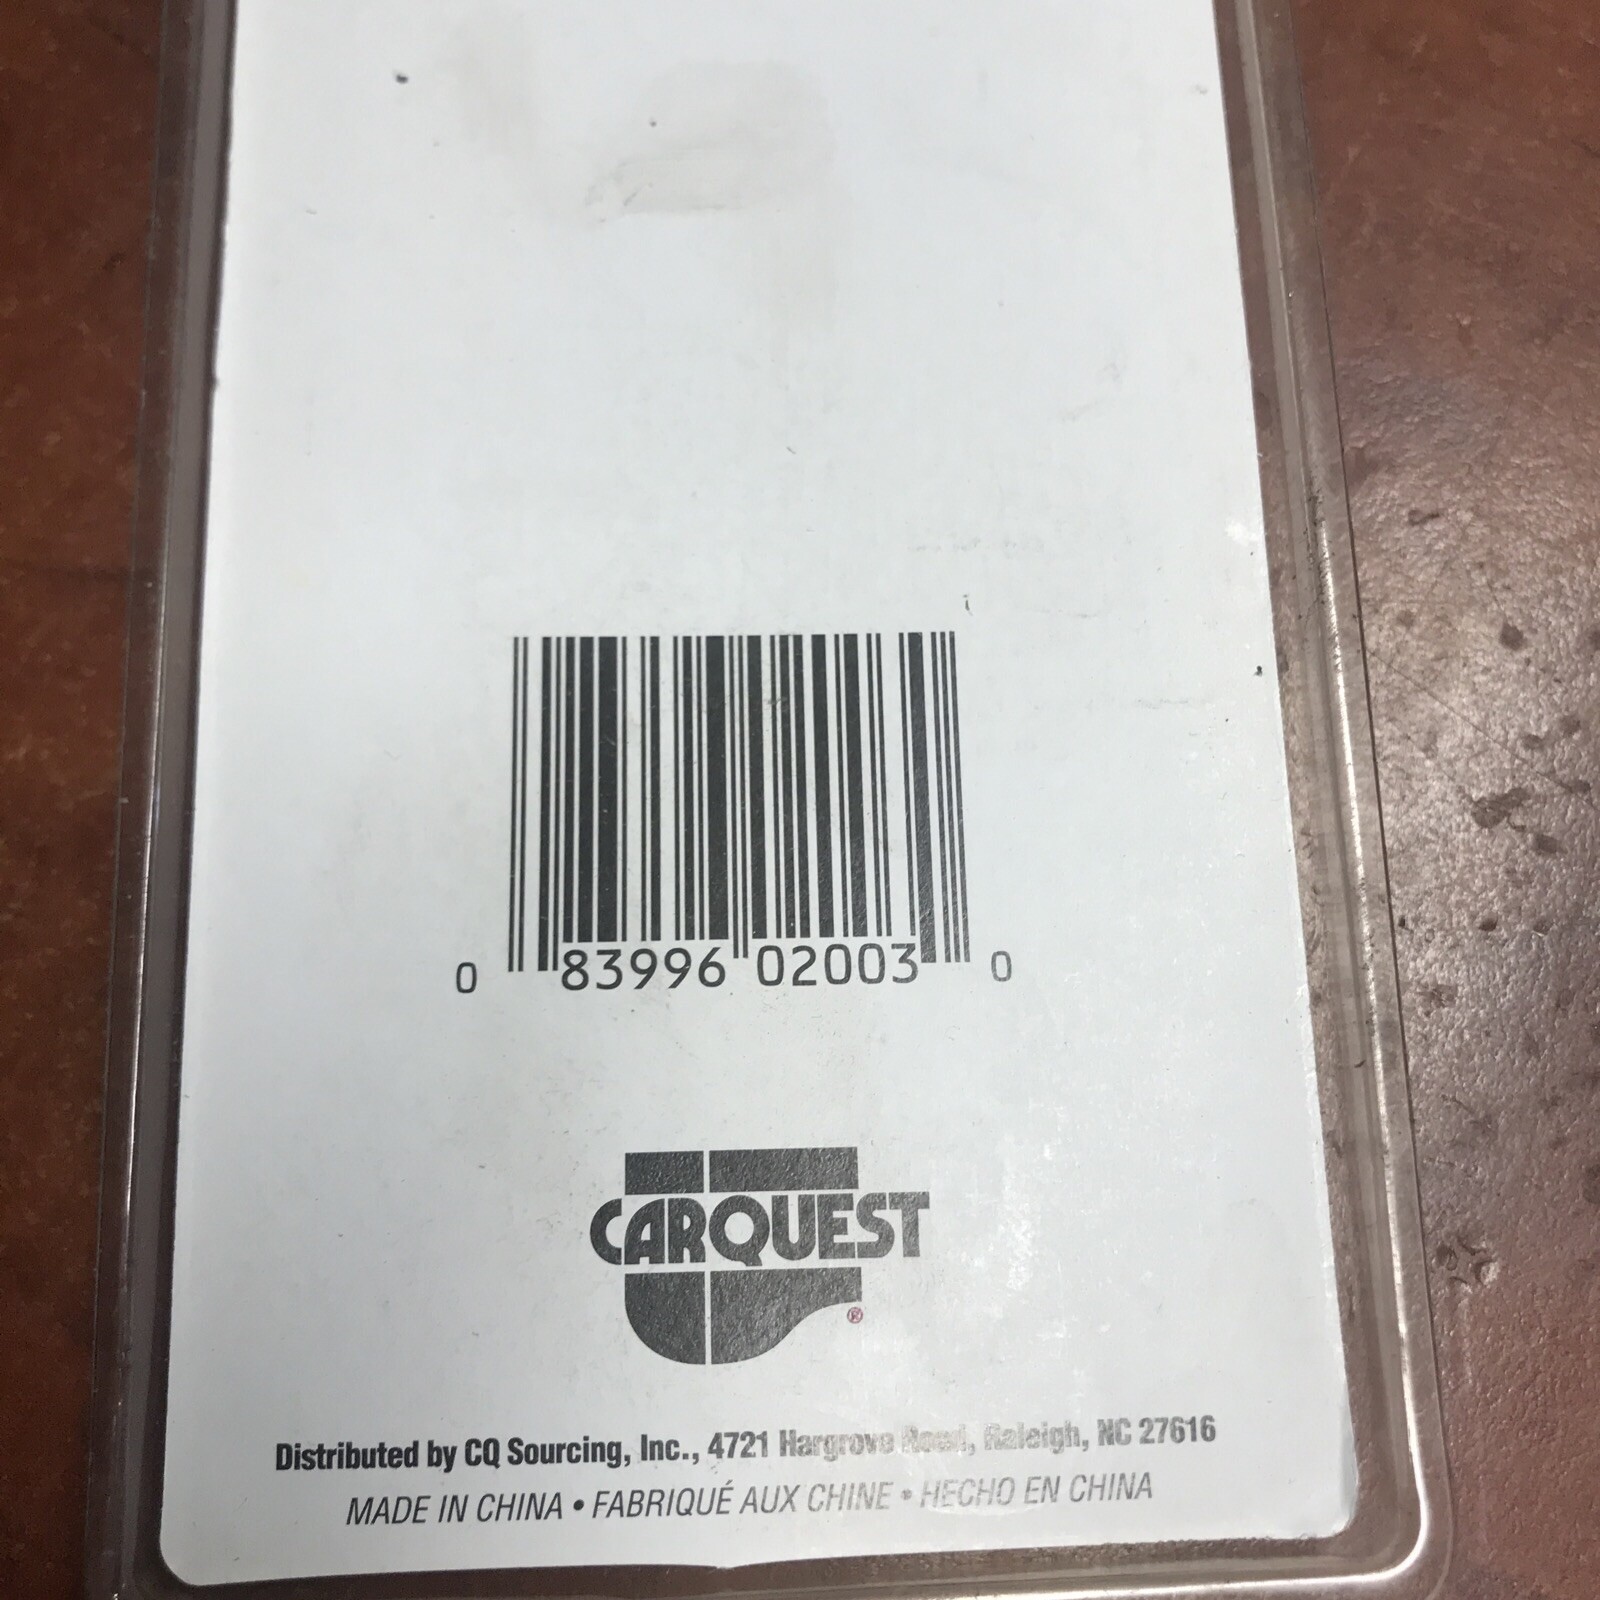 0 83996 02003 0
CARQUEST
®
Distributed by CQ Sourcing, Inc., 4721 Hargrove Road, Raleigh, NC 27616
MADE IN CHINA • FABRIQUÉ AUX CHINE • HECHO EN CHINA